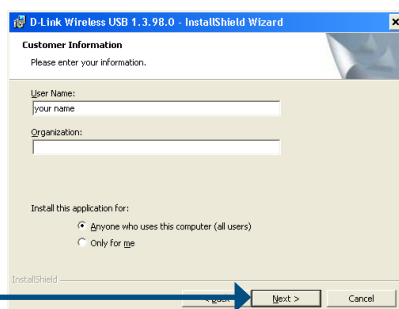 D-Link Wireless USB 1.3.98.0 - InstallShield Wizard
Customer Information
Please enter your information.
User Name:
your name
Organization:
Install this application for:
Anyone who uses this computer (all users)
Only for me
InstallShield
Next > Cancel